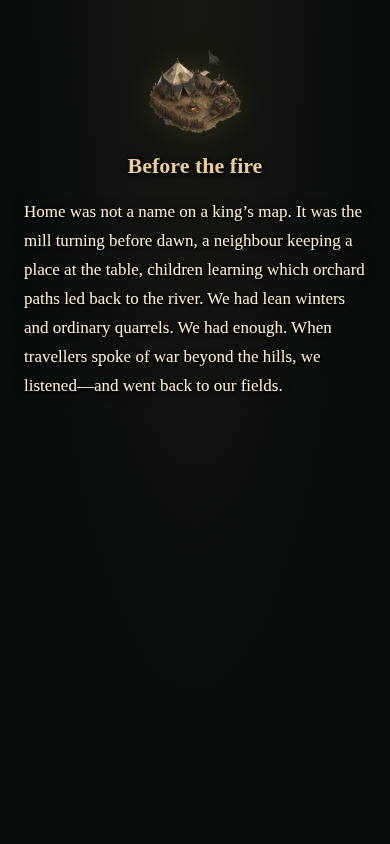 Before the fire
Home was not a name on a king’s map. It was the
mill turning before dawn, a neighbour keeping a
place at the table, children learning which orchard
paths led back to the river. We had lean winters
and ordinary quarrels. We had enough. When
travellers spoke of war beyond the hills, we
listened—and went back to our fields.